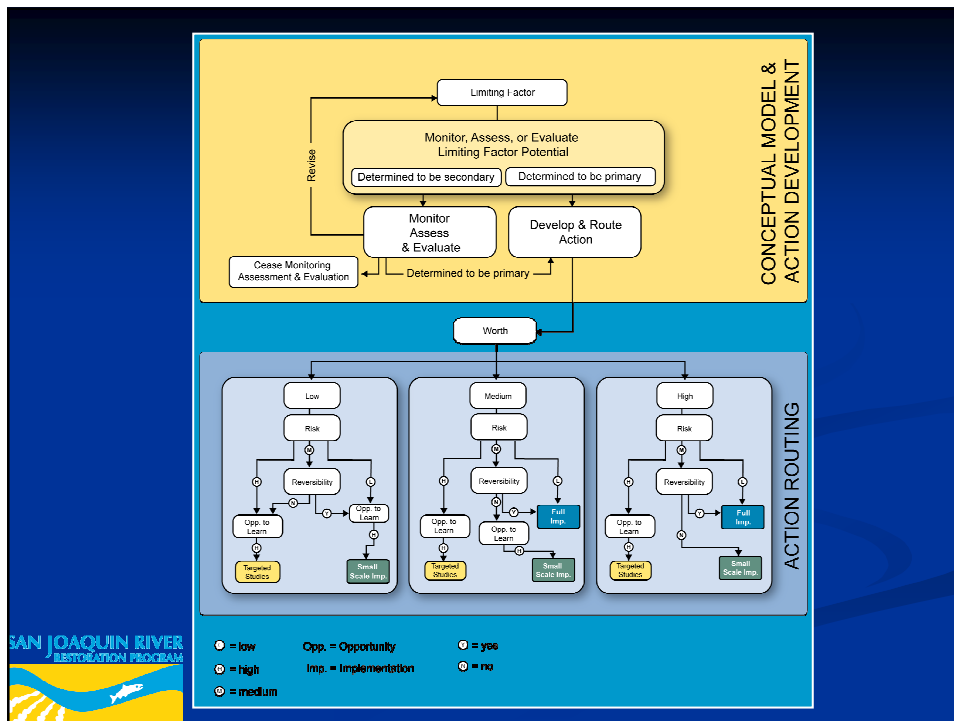 Limiting Factor
Monitor, Assess, or Evaluate
Limiting Factor Potential
Determined to be secondary
Determined to be primary
Revise
Monitor
Assess
& Evaluate
Develop & Route
Action
Cease Monitoring
Assessment & Evaluation
Determined to be primary
CONCEPTUAL MODEL &
ACTION DEVELOPMENT
Worth
ACTION ROUTING
Low
Risk
M
H
L
Reversibility
N
Y
Opp. to
Learn
Opp. to
Learn
H
H
Targeted
Studies
Small
Scale Imp.
Medium
Risk
M
H
L
Reversibility
N
Y
Full
Imp.
Opp. to
Learn
Opp. to
Learn
H
H
Targeted
Studies
Small
Scale Imp.
High
Risk
M
H
L
Reversibility
Y
Full
Imp.
Opp. to
Learn
N
H
Targeted
Studies
Small
Scale Imp.
L = low
Opp. = Opportunity
Y = yes
H = high
Imp. = Implementation
N = no
M = medium
SAN JOAQUIN RIVER
RESTORATION PROGRAM